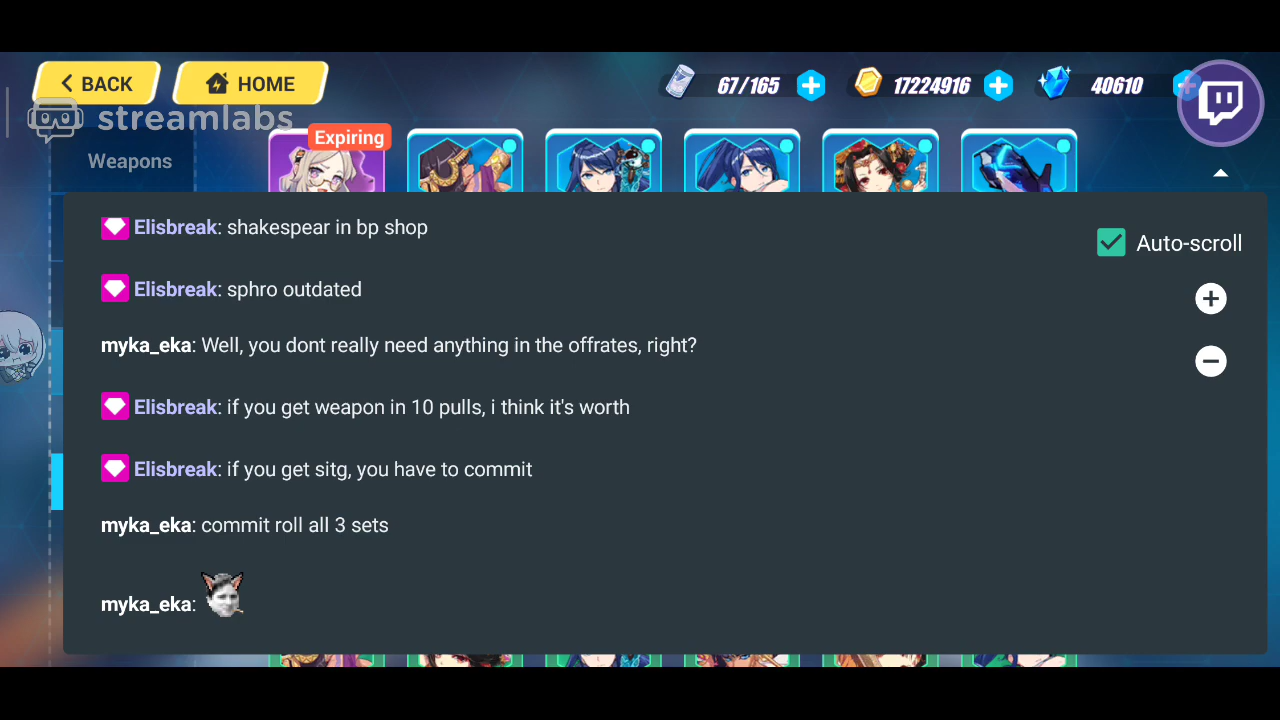 BACK
HOME
67/165
17224916
40610
streamlabs
Expiring
Weapons
Elisbreak: shakespear in bp shop
Auto-scroll
Elisbreak: sphro outdated
myka_eka: Well, you dont really need anything in the offrates, right?
Elisbreak: if you get weapon in 10 pulls, i think it's worth
Elisbreak: if you get sitg, you have to commit
myka_eka: commit roll all 3 sets
myka_eka: